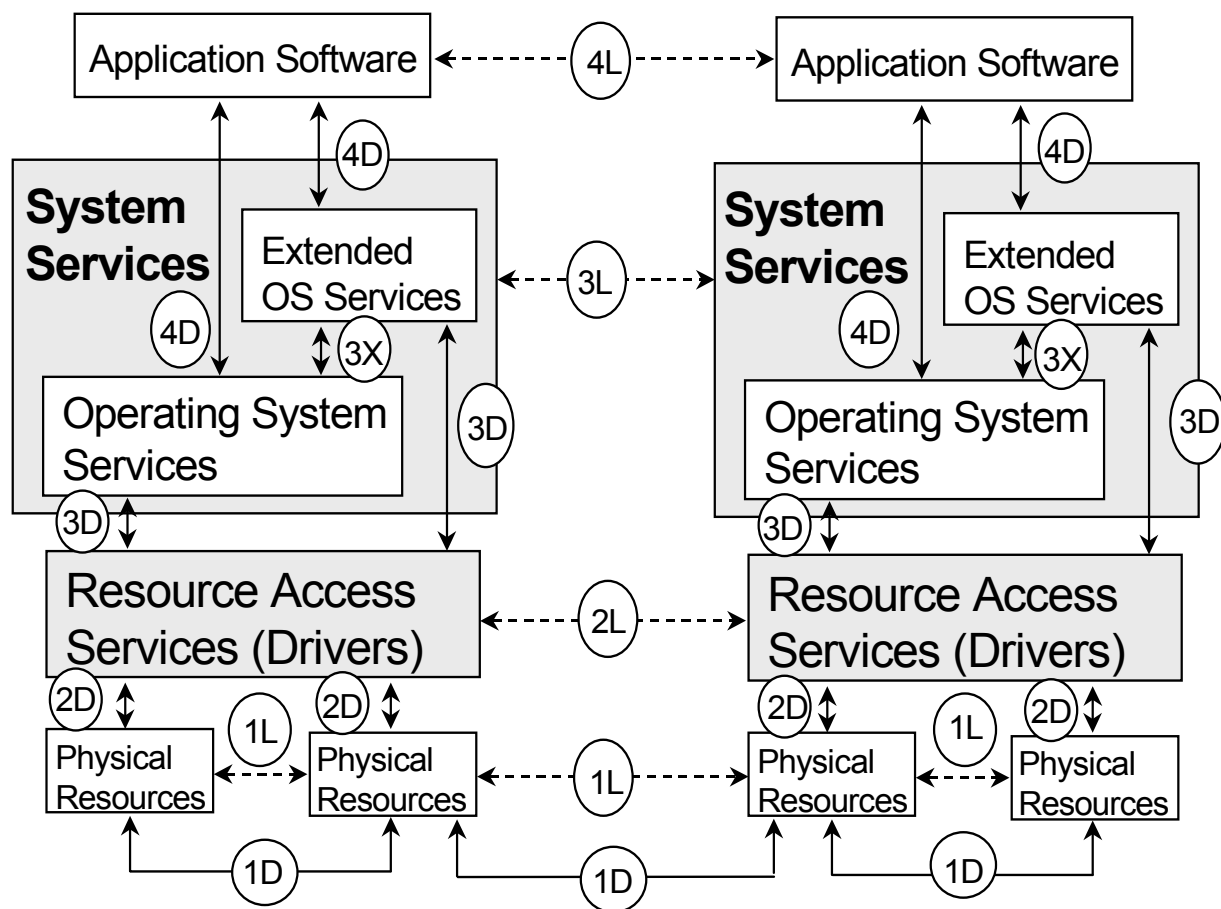 Application Software
4L
Application Software
4D
4D
System
Services
Extended
OS Services
3L
System
Services
Extended
OS Services
4D
3X
4D
3X
Operating System
Services
3D
Operating System
Services
3D
3D
3D
Resource Access
Services (Drivers)
2L
Resource Access
Services (Drivers)
2D
2D
2D
2D
1L
1L
Physical
Resources
Physical
Resources
1L
Physical
Resources
Physical
Resources
1D
1D
1D